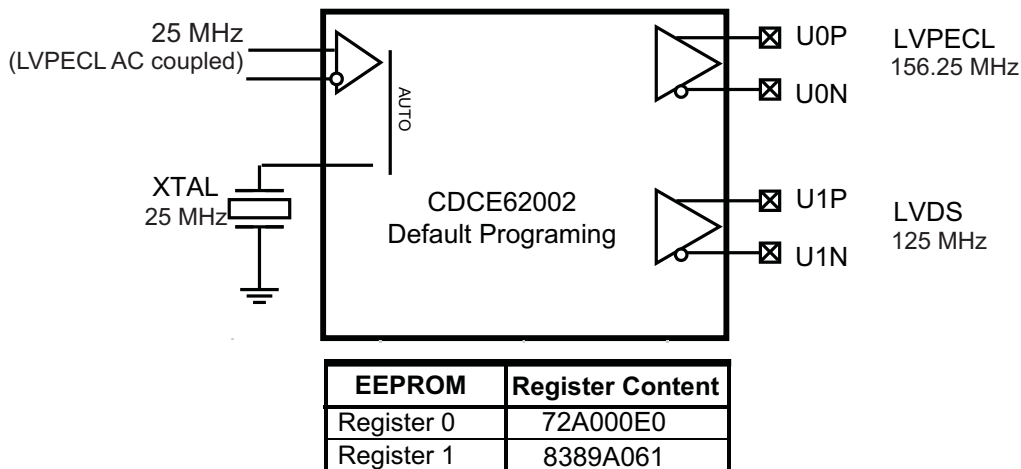 25 MHz
(LVPECL AC coupled)
AUTO
XTAL
25 MHz
CDCE62002
Default Programing
U0P
U0N
LVPECL
156.25 MHz
U1P
U1N
LVDS
125 MHz
EEPROM Register Content
Register 0 72A000E0
Register 1 8389A061